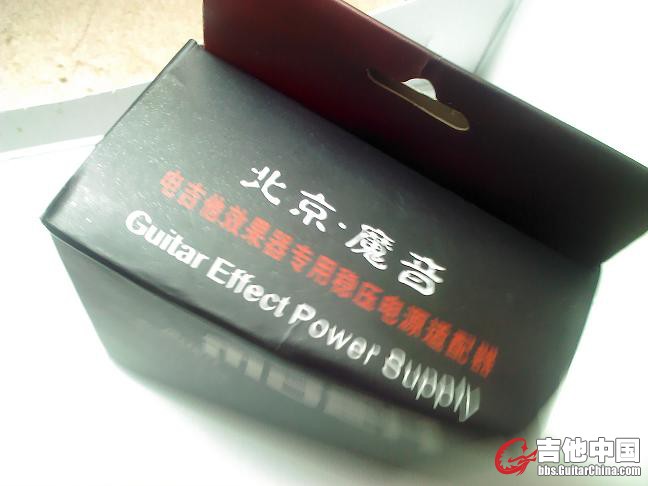 北京·魔音
电吉他效果器专用稳压电源适配器
Guitar Effect Power Supply
吉他中国
bbs.GuitarChina.com